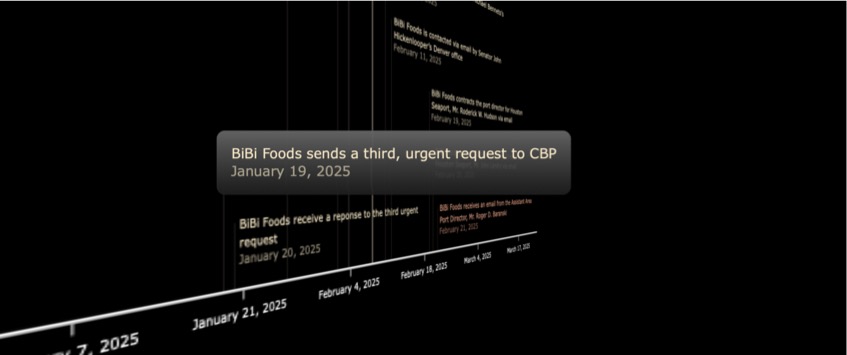 BiBi Foods is contacted via email by Senator John
Hickenlooper's Denver office
February 11, 2025
BiBi Foods contracts the port director for Houston
Seaport, Mr. Roderick W. Hudson via email
February 19, 2025
BiBi Foods sends a third, urgent request to CBP
January 19, 2025
BiBi Foods receive a reponse to the third urgent
request
January 20, 2025
BiBi Foods receives an email from the Assistant Area
Port Director, Mr. Roger D.
February 21, 2025
7, 2025
January 21, 2025
February 4, 2025
February 18, 2025
March 4, 2025
March 17, 2025